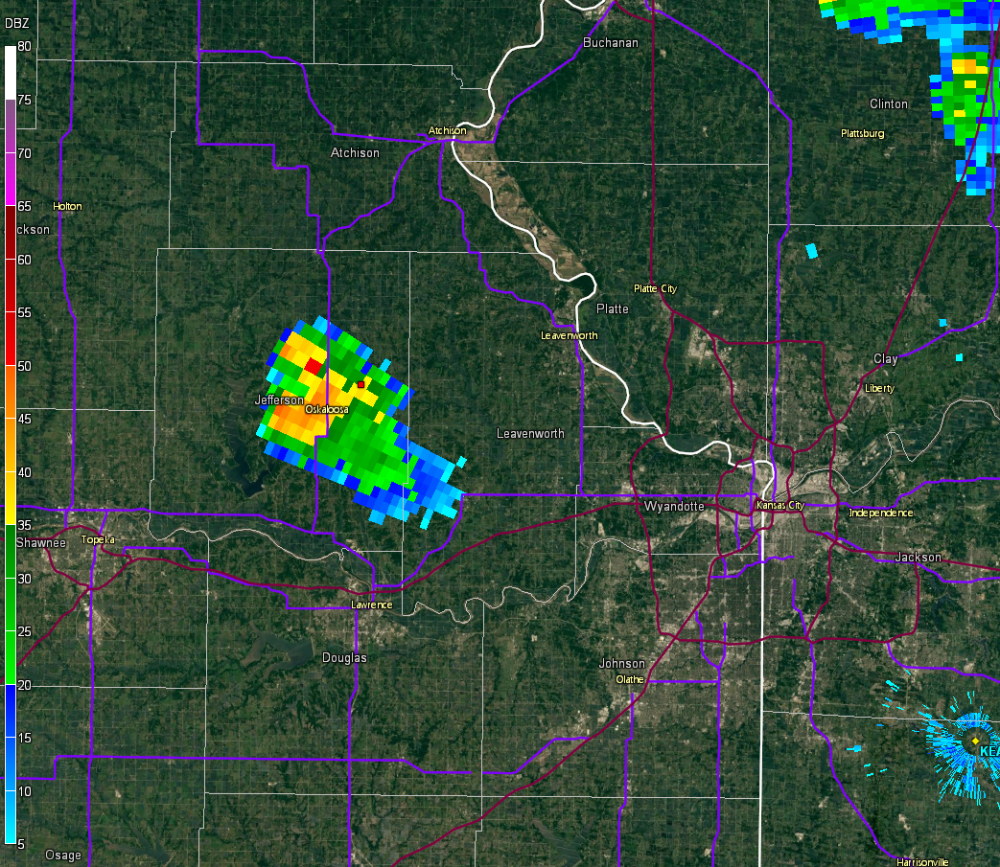 DBZ
80
75
70
65
60
55
50
45
40
35
30
25
20
15
10
5
Buchanan
Clinton
Plattsburg
Atchison
Atchison
Holton
ckson
Platte City
Platte
Leavenworth
Clay
Liberty
Jefferson
Oskaloosa
Leavenworth
Wyandotte
Kansas City
Independence
Shawnee
Topeka
Jackson
Lawrence
Douglas
Johnson
Olathe
KEA
Osage
Harrisonville